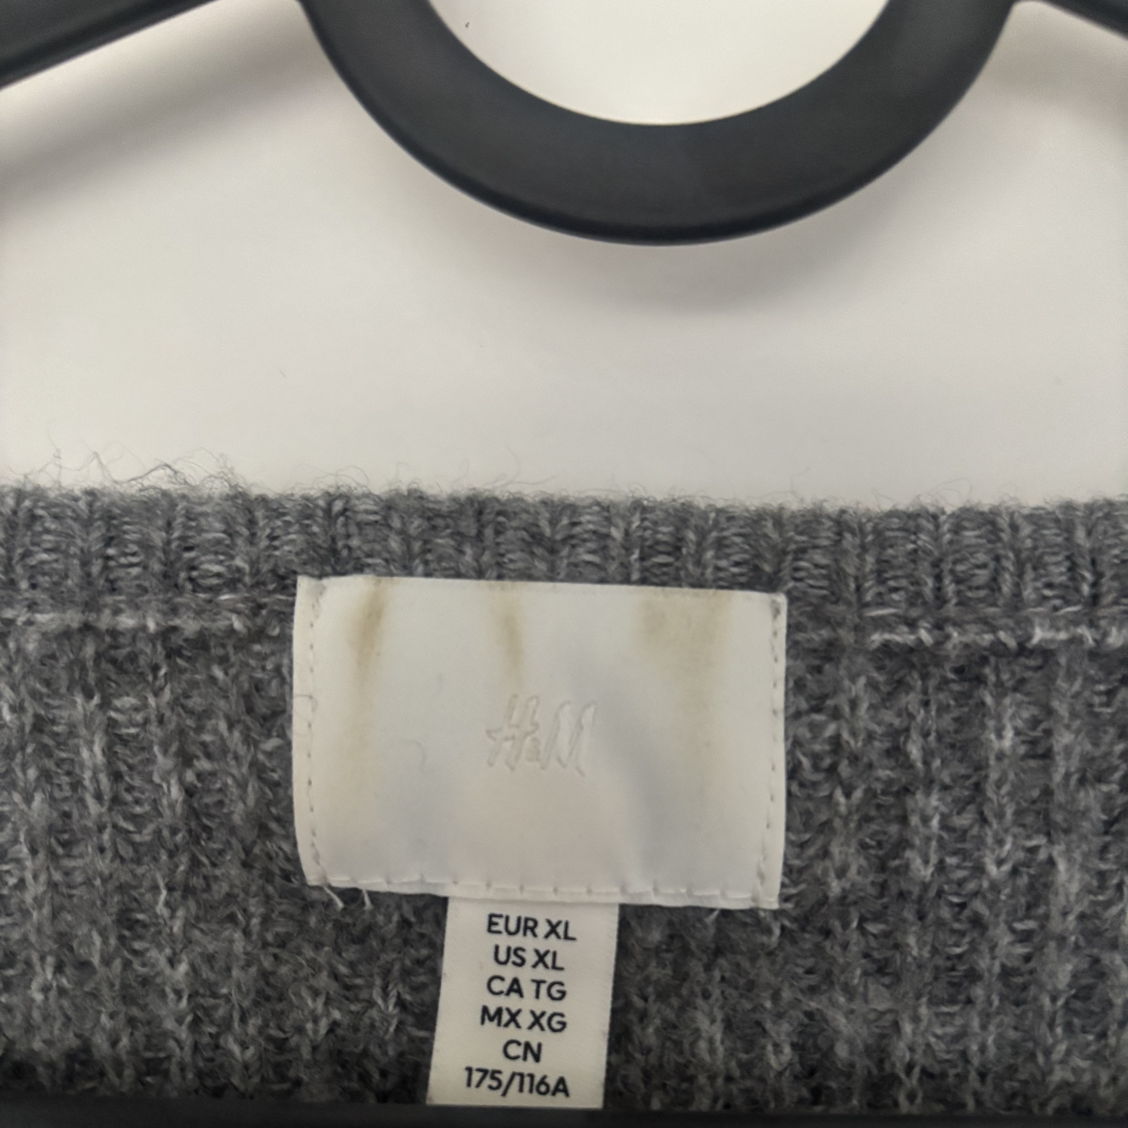 H&M
EUR XL
US XL
CA TG
MX XG
CN
175/116A